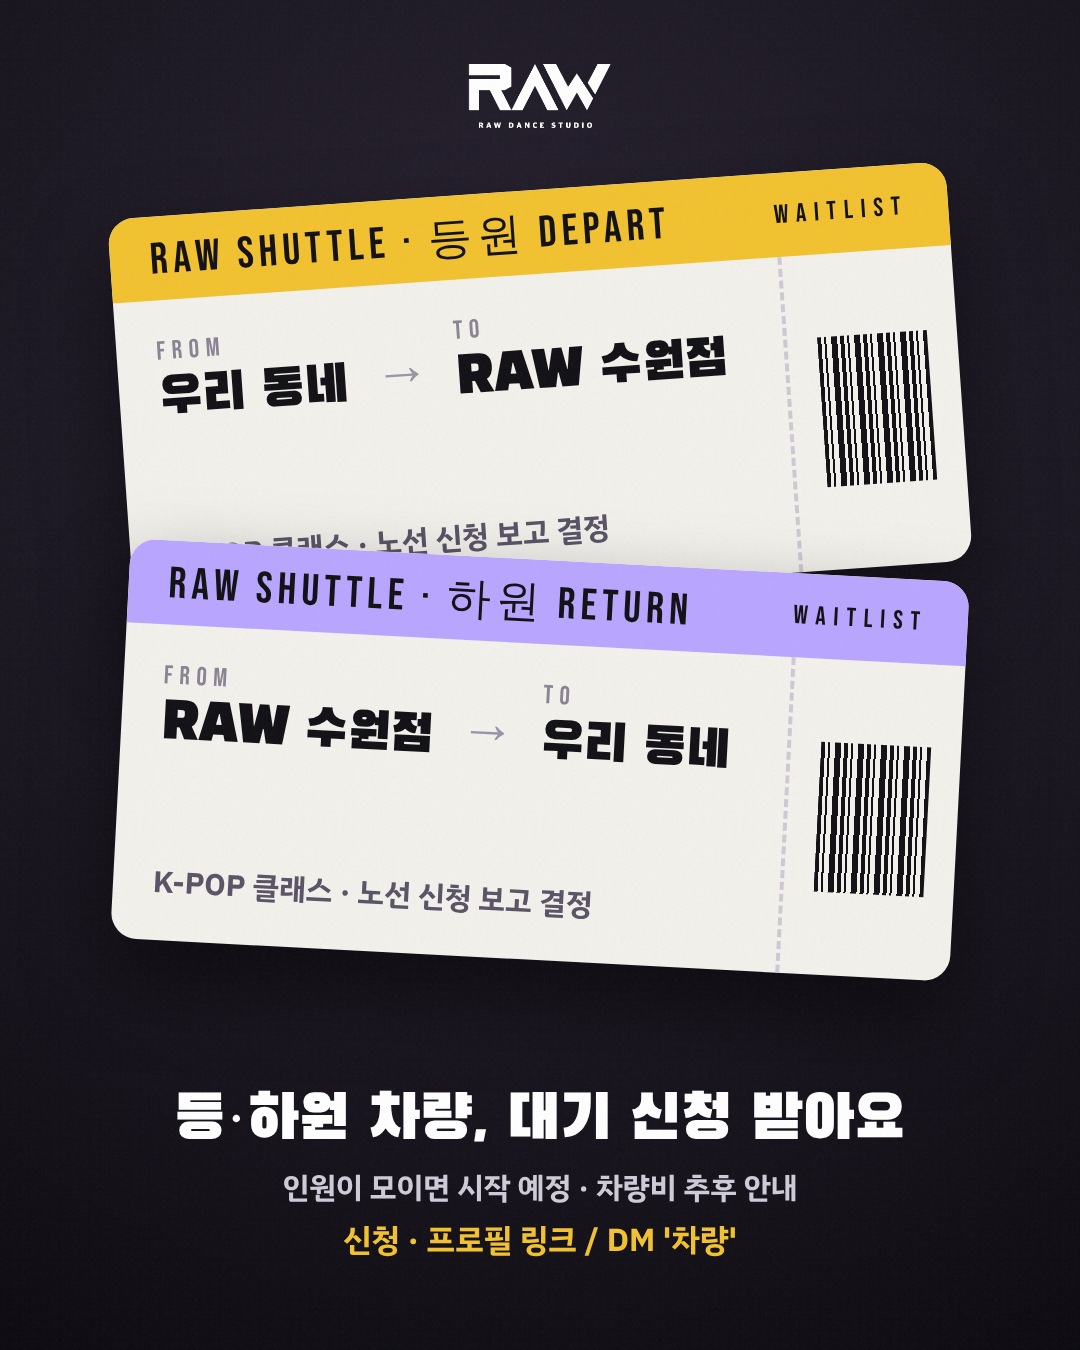 RAW
RAW DANCE STUDIO
RAW SHUTTLE · 등원 DEPART
WAITLIST
FROM
우리 동네
→
TO
RAW 수원점
클래스 · 노선 신청 보고 결정
RAW SHUTTLE · 하원 RETURN
WAITLIST
FROM
RAW 수원점
→
TO
우리 동네
K-POP 클래스 · 노선 신청 보고 결정
등·하원 차량, 대기 신청 받아요
인원이 모이면 시작 예정 · 차량비 추후 안내
신청 · 프로필 링크 / DM '차량'